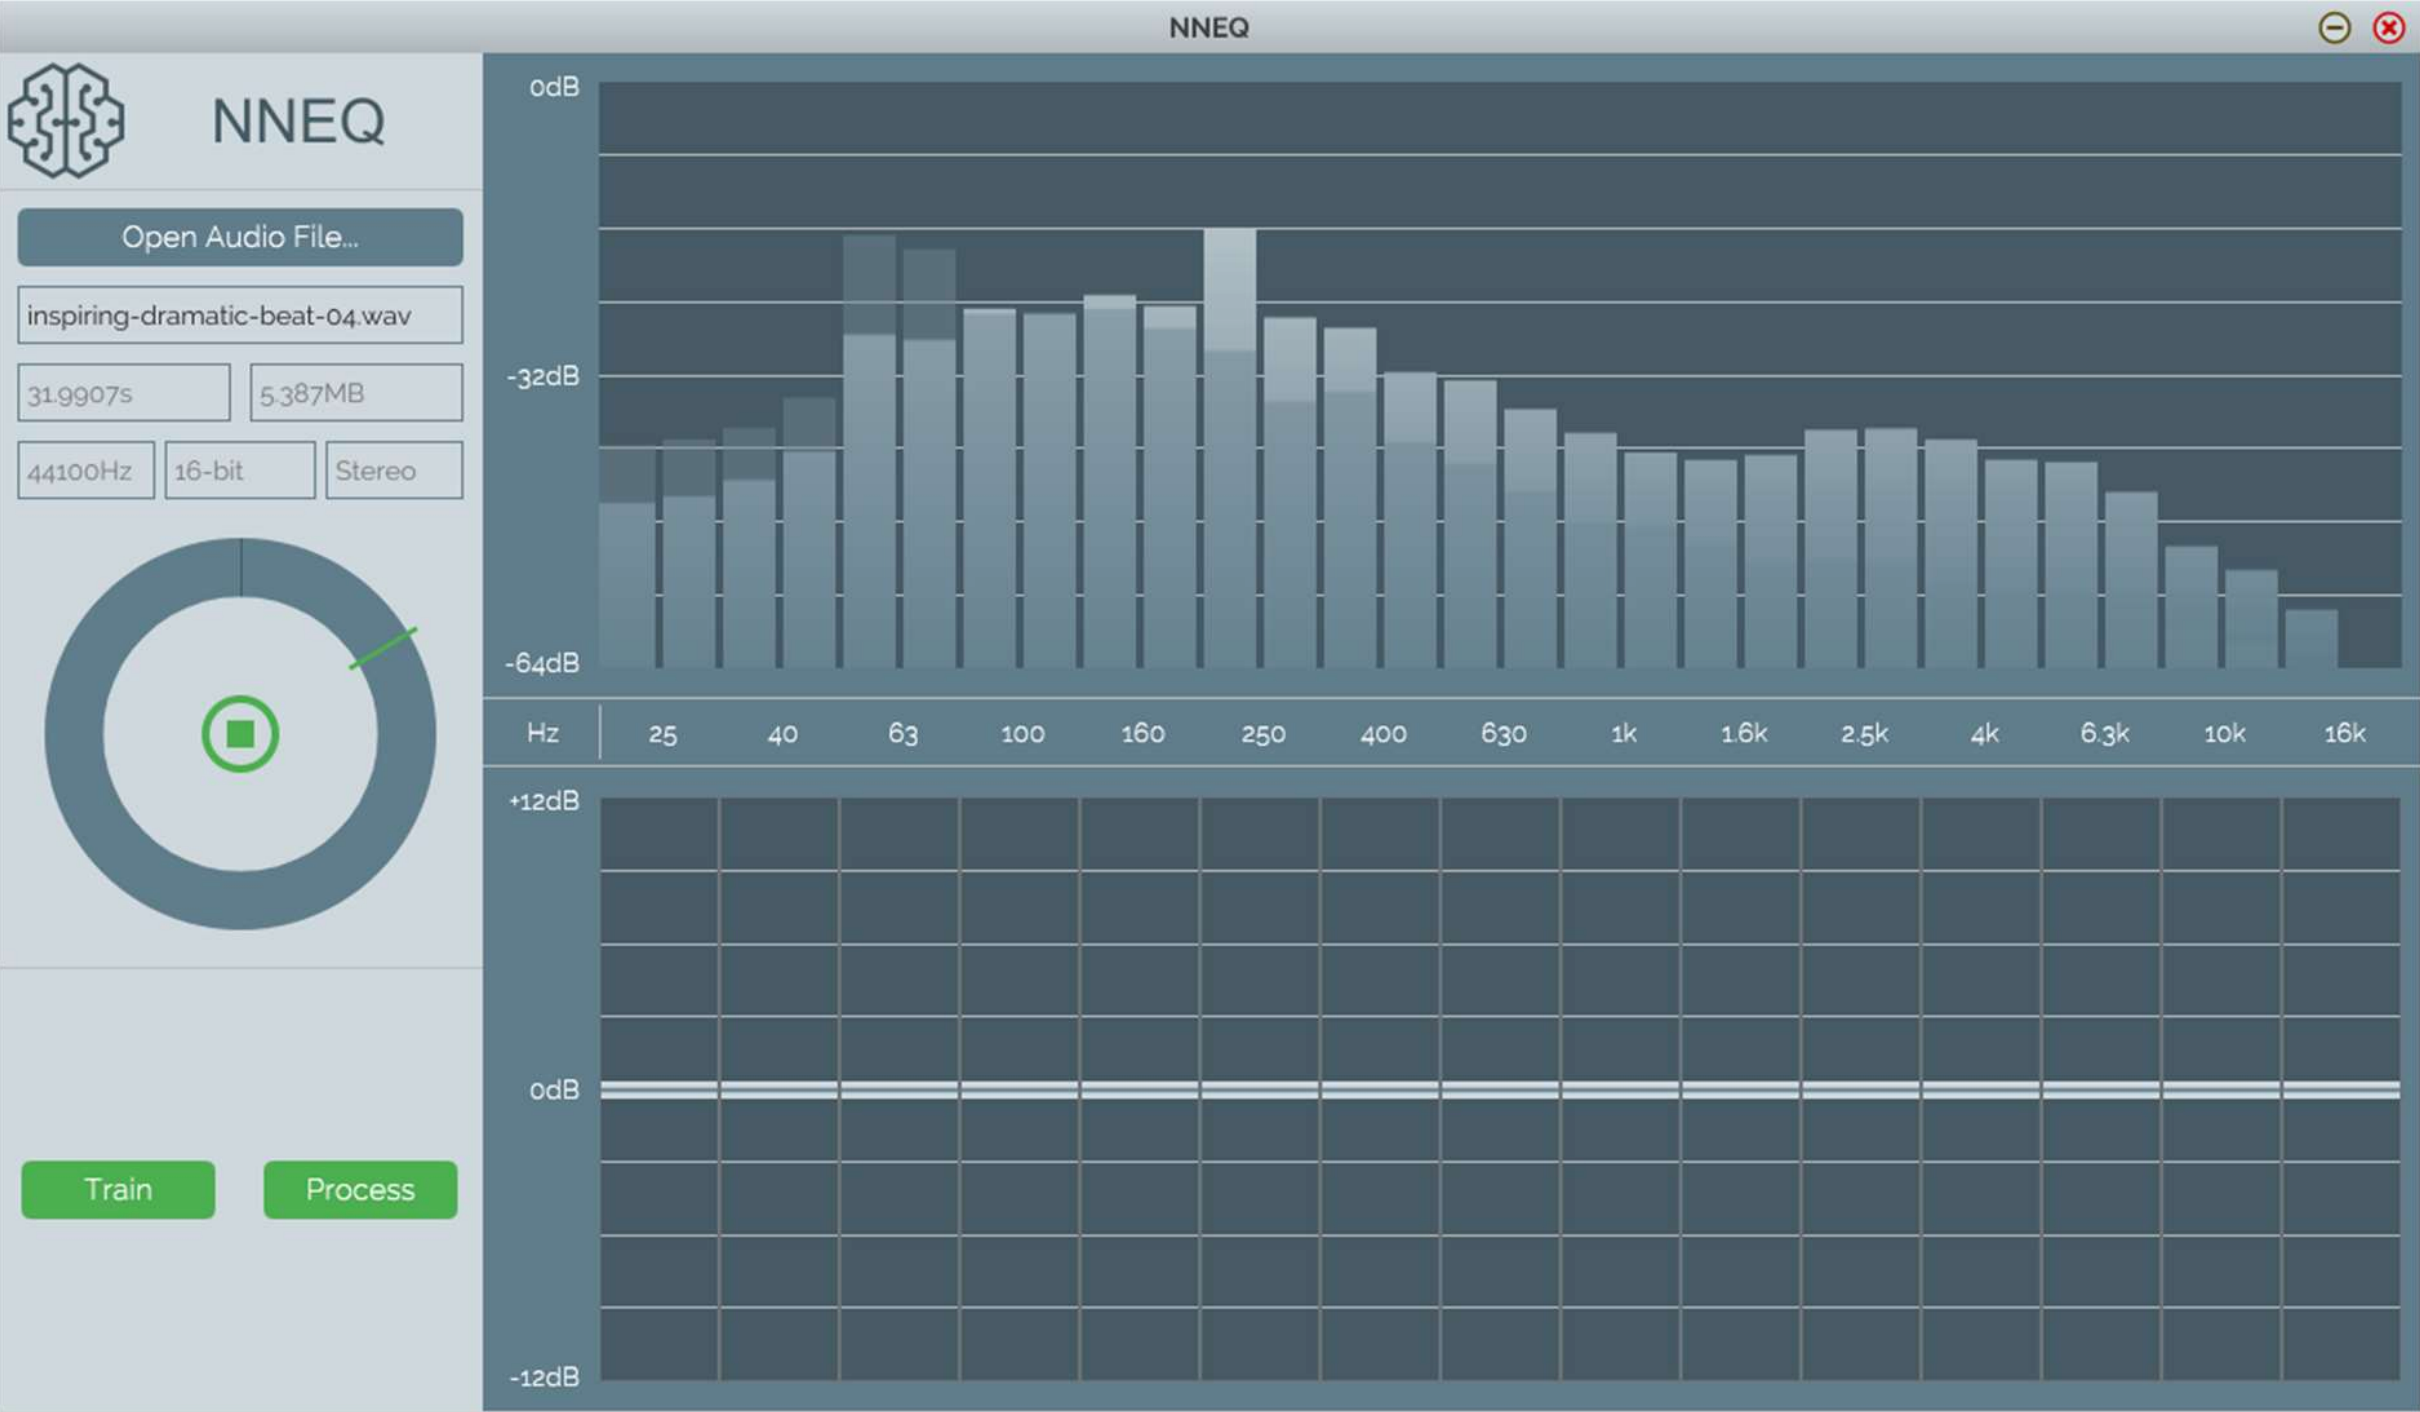 NNEQ
NNEQ
Open Audio File...
inspiring-dramatic-beat-04.wav
31.9907s 5.387MB
44100Hz 16-bit Stereo
Train Process
0dB
-32dB
-64dB
Hz 25 40 63 100 160 250 400 630 1k 1.6k 2.5k 4k 6.3k 10k 16k
+12dB
0dB
-12dB